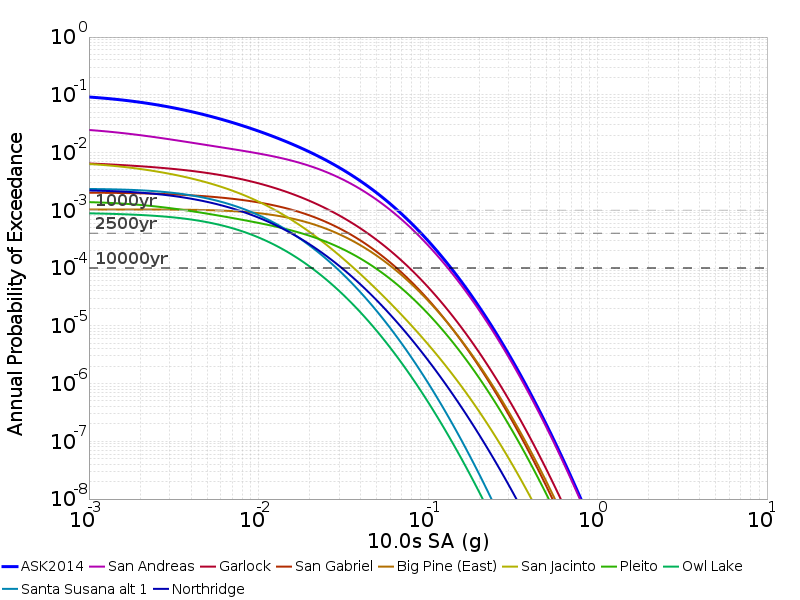 10^0
10^-1
10^-2
10^-3
10^-4
10^-5
10^-6
10^-7
10^-8
Annual Probability of Exceedance
1000yr
2500yr
10000yr
10^-3 10^-2 10^-1 10^0 10^1
10.0s SA (g)
ASK2014 San Andreas Garlock San Gabriel Big Pine (East) San Jacinto Pleito Owl Lake
Santa Susana alt 1 Northridge